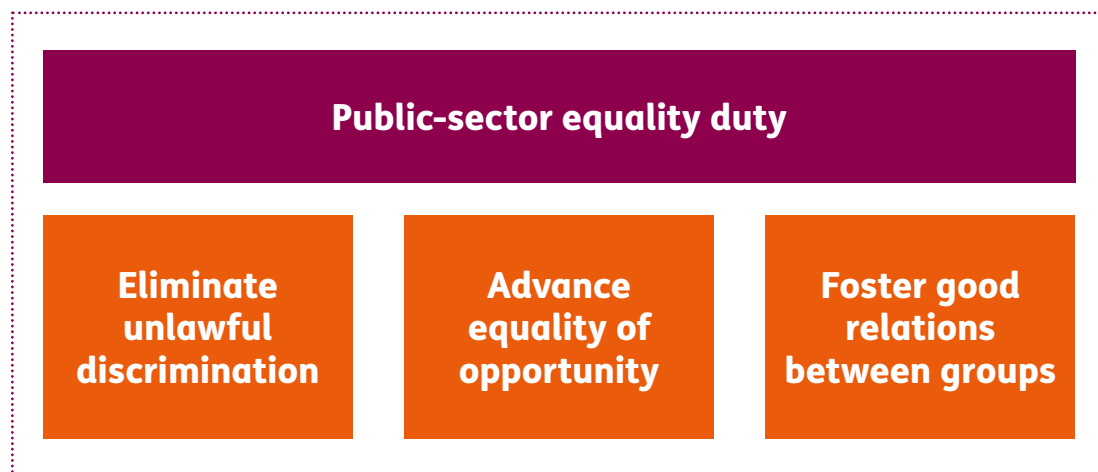 Public-sector equality duty
Eliminate
unlawful
discrimination
Advance
equality of
opportunity
Foster good
relations
between groups